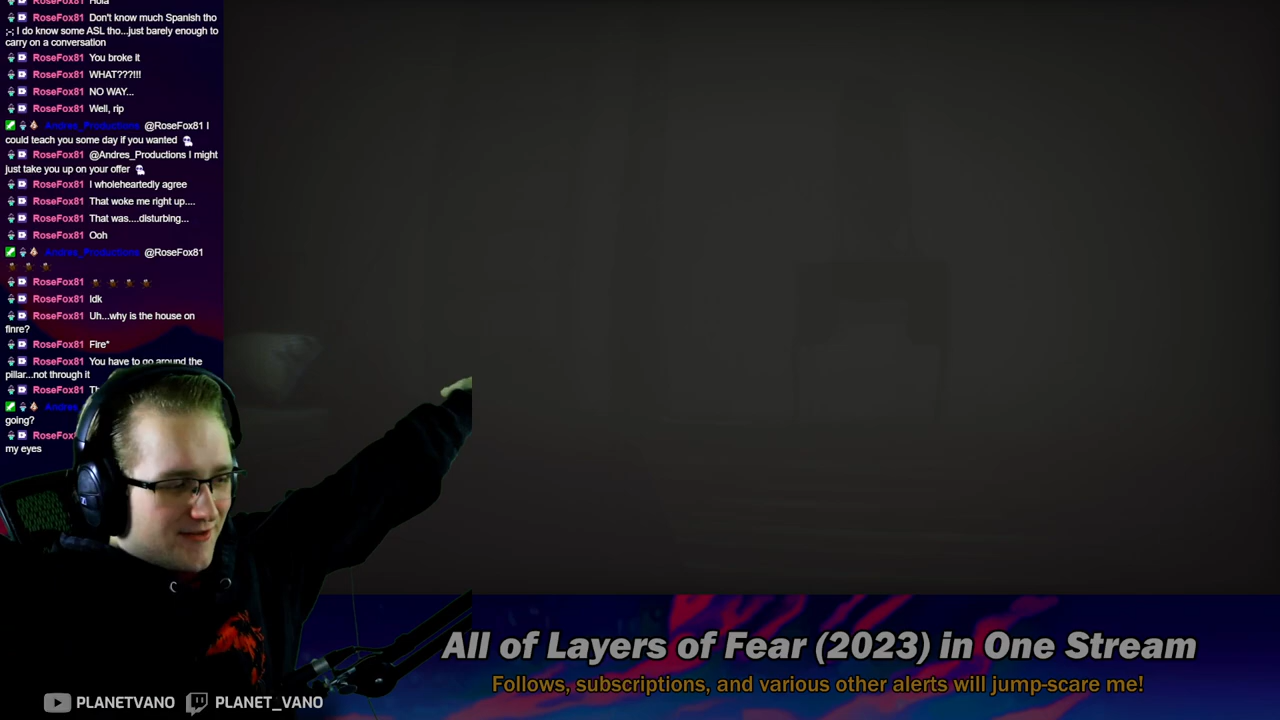 RoseFox81 Hola
RoseFox81 Don't know much Spanish tho
;-; I do know some ASL tho...just barely enough to
carry on a conversation
RoseFox81 You broke it
RoseFox81 WHAT???!!!
RoseFox81 NO WAY...
RoseFox81 Well, rip
Andres_Productions @RoseFox81 I
could teach you some day if you wanted
RoseFox81 @Andres_Productions I might
just take you up on your offer
RoseFox81 I wholeheartedly agree
RoseFox81 That woke me right up....
RoseFox81 That was....disturbing...
RoseFox81 Ooh
Andres_Productions @RoseFox81
RoseFox81
RoseFox81 Idk
RoseFox81 Uh...why is the house on
finre?
RoseFox81 Fire*
RoseFox81 You have to go around the
pillar...not through it
RoseFox81
going?
my eyes
All of Layers of Fear (2023) in One Stream
Follows, subscriptions, and various other alerts will jump-scare me!
PLANETVANO PLANET_VANO